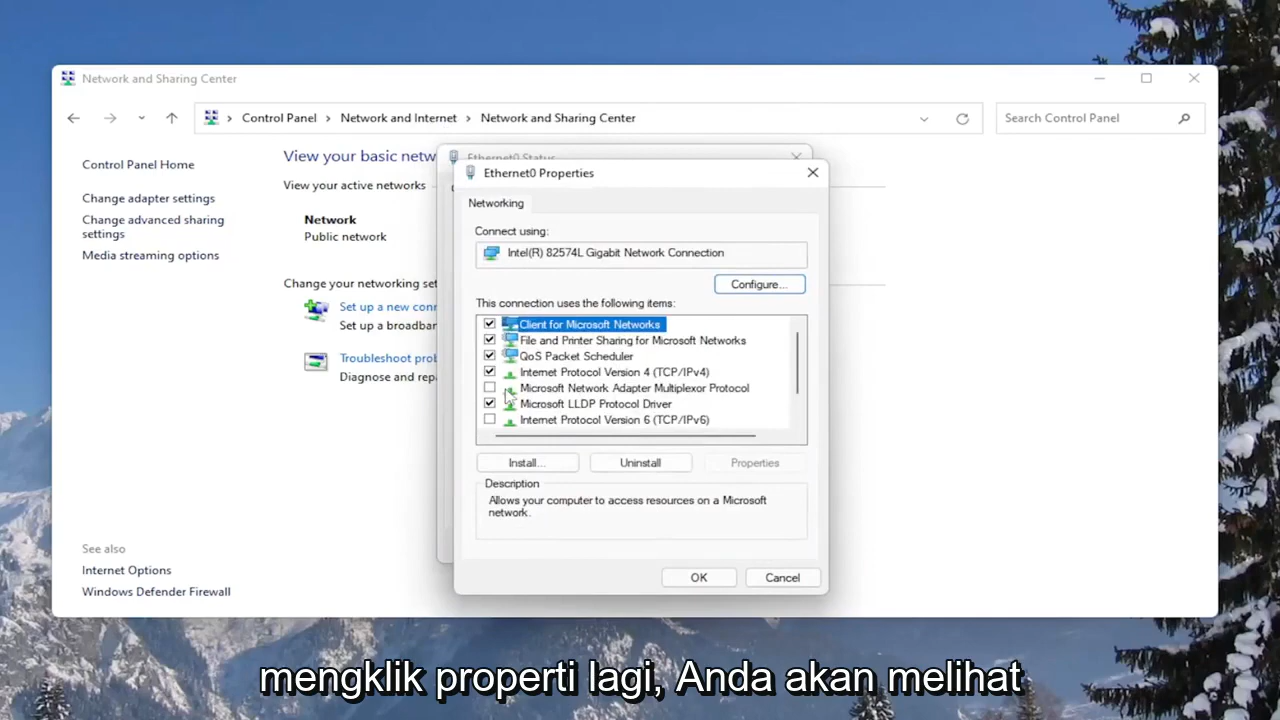 Network and Sharing Center
Control Panel > Network and Internet > Network and Sharing Center
Search Control Panel
Control Panel Home
Change adapter settings
Change advanced sharing
settings
Media streaming options
See also
Internet Options
Windows Defender Firewall
View your basic netw
View your active networks
Network
Public network
Change your networking set
Set up a new conn
Set up a broadbar
Troubleshoot prob
Diagnose and repa
Ethernet0 Status
Ethernet0 Properties
Networking
Connect using:
Intel(R) 82574L Gigabit Network Connection
Configure...
This connection uses the following items:
Client for Microsoft Networks
File and Printer Sharing for Microsoft Networks
QoS Packet Scheduler
Internet Protocol Version 4 (TCP/IPv4)
Microsoft Network Adapter Multiplexor Protocol
Microsoft LLDP Protocol Driver
Internet Protocol Version 6 (TCP/IPv6)
Install...
Uninstall
Properties
Description
Allows your computer to access resources on a Microsoft
network.
OK
Cancel
mengklik properti lagi, Anda akan melihat